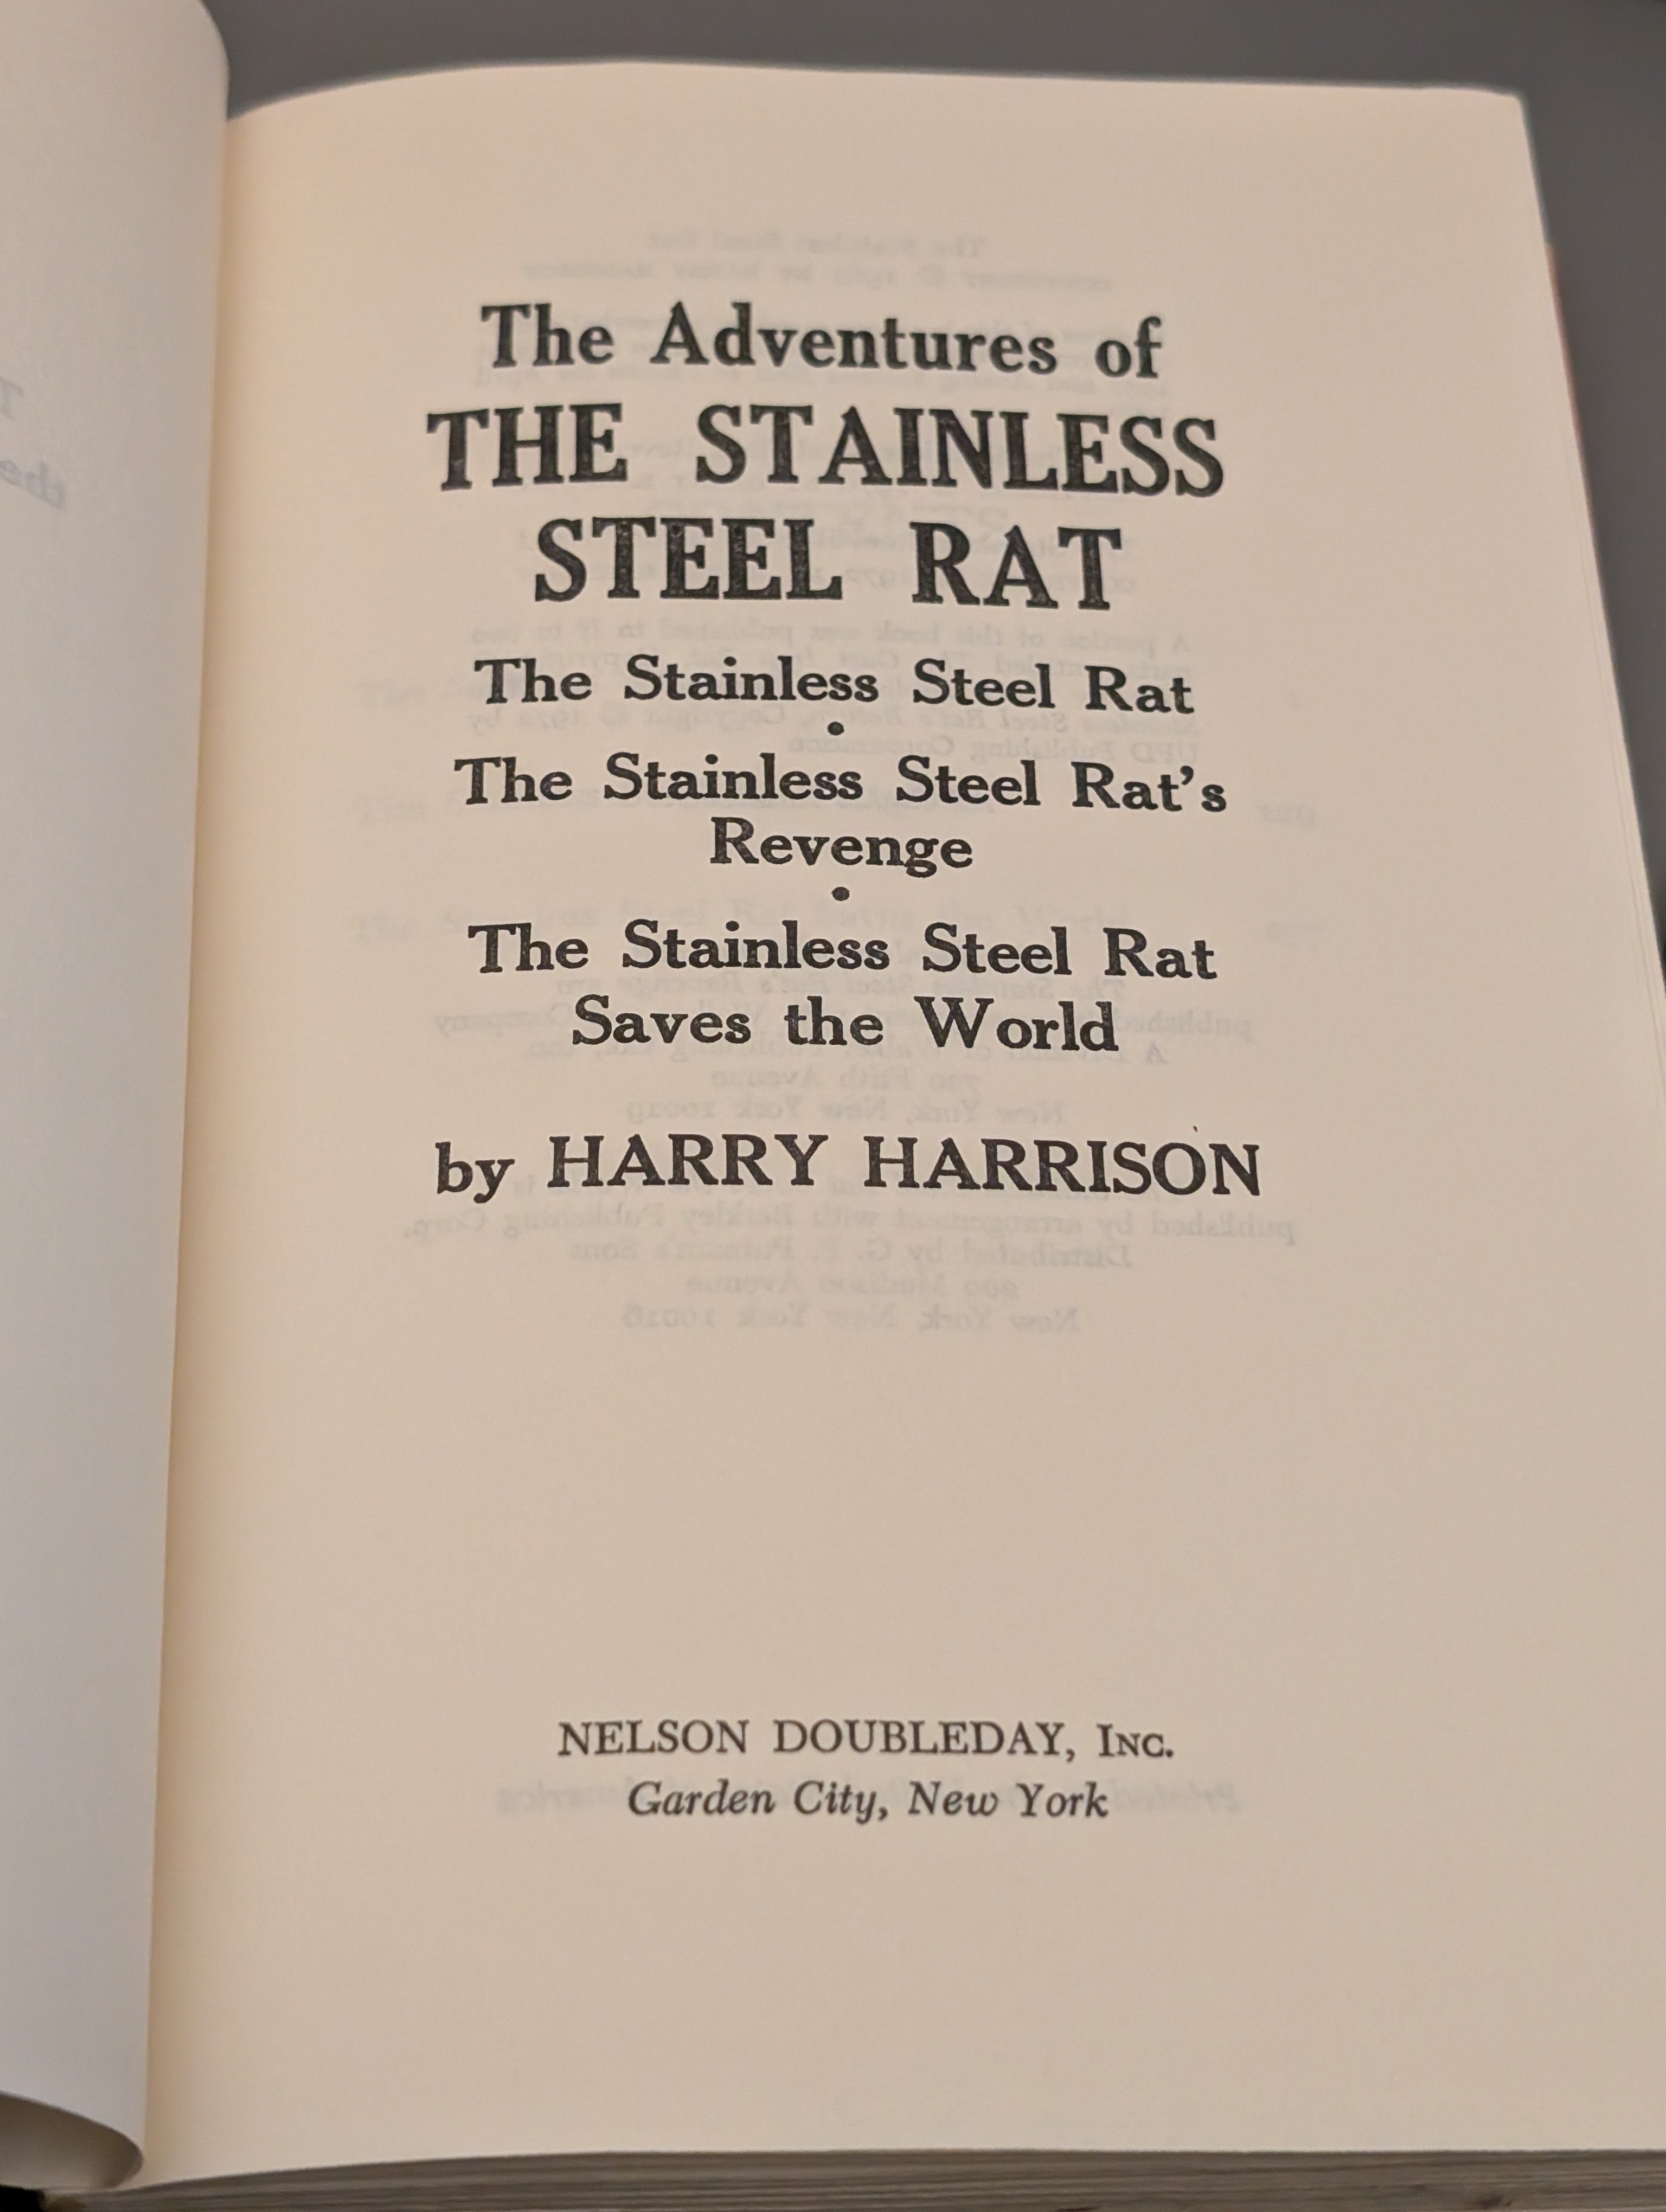 The Adventures of
THE STAINLESS
STEEL RAT
The Stainless Steel Rat
•
The Stainless Steel Rat's
Revenge
•
The Stainless Steel Rat
Saves the World
by HARRY HARRISON
NELSON DOUBLEDAY, INC.
Garden City, New York